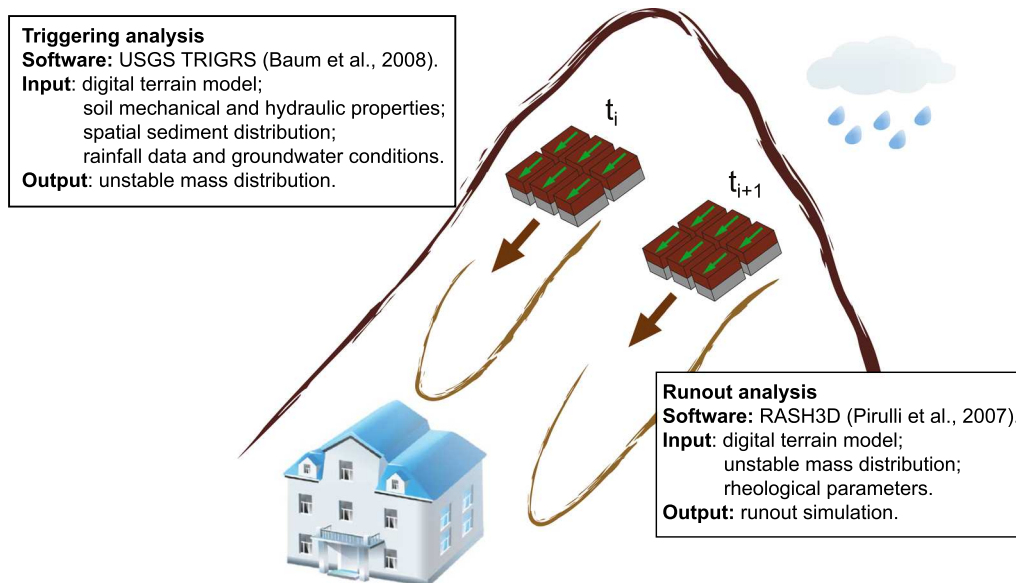 Triggering analysis
Software: USGS TRIGRS (Baum et al., 2008).
Input: digital terrain model;
soil mechanical and hydraulic properties;
spatial sediment distribution;
rainfall data and groundwater conditions.
Output: unstable mass distribution.
ti
ti+1
Runout analysis
Software: RASH3D (Pirulli et al., 2007).
Input: digital terrain model;
unstable mass distribution;
rheological parameters.
Output: runout simulation.